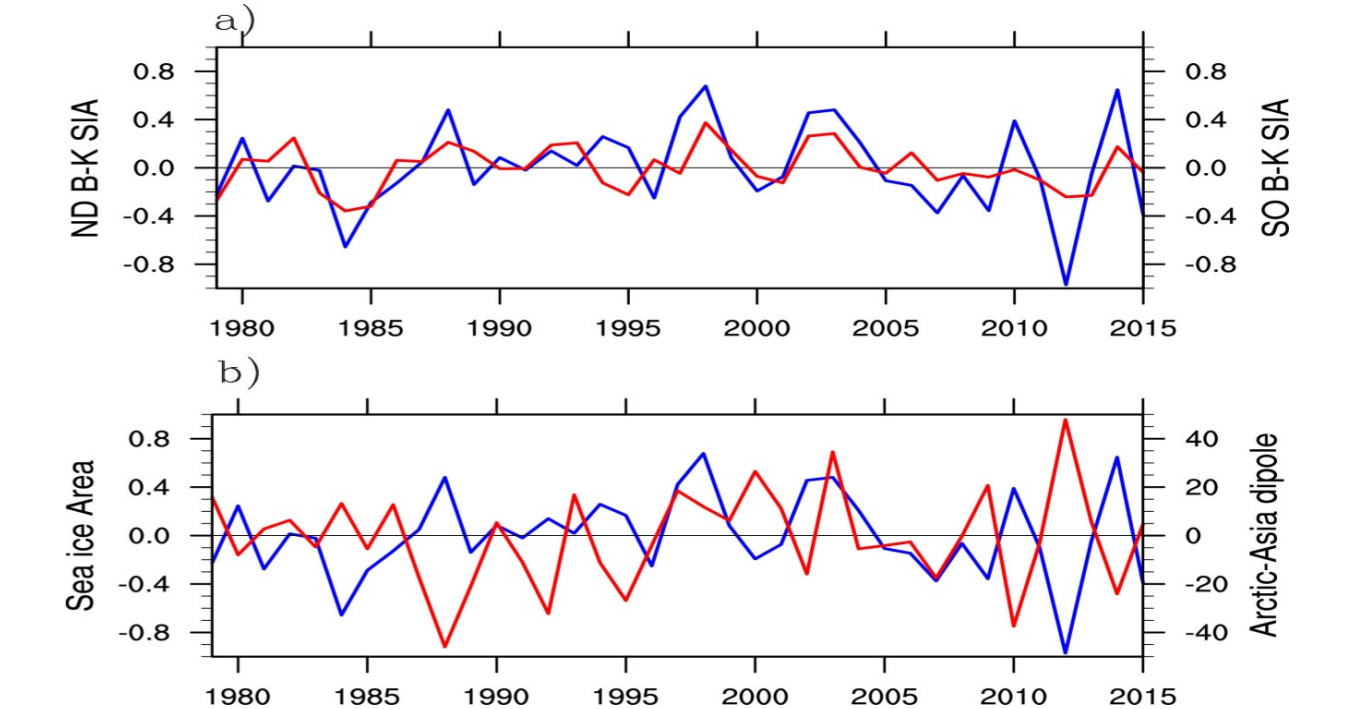 a)
0.8 0.8
0.4 0.4
0.0 0.0
-0.4 -0.4
-0.8 -0.8
ND B-K SIA
SO B-K SIA
1980 1985 1990 1995 2000 2005 2010 2015
b)
0.8 40
0.4 20
0.0 0
-0.4 -20
-0.8 -40
Sea ice Area
Arctic-Asia dipole
1980 1985 1990 1995 2000 2005 2010 2015